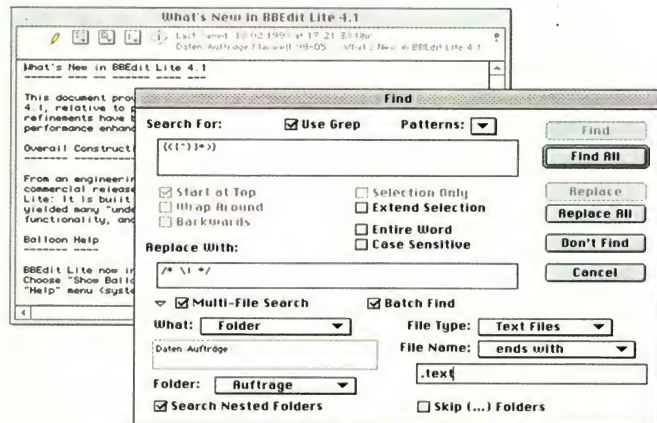 What's New in BBEdit Lite 4.1
What's New in BBEdit Lite 4.1
------ --- -- ------ ---- ---
This document prov
4.1, relative to p
refinements have b
performance enhanc
Overall Constructi
From an engineerin
commercial release
Lite: It is built
yielded many "unde
functionality, and
Balloon Help
------- ----
BBEdit Lite now in
Choose "Show Ballo
"Help" menu (syste
Find
Search For:
Use Grep
Patterns:
Start at Top
Wrap Around
Backwards
Selection Only
Extend Selection
Entire Word
Case Sensitive
Replace With:
/* \1 */
Multi-File Search
Batch Find
What: Folder
File Type: Text Files
Daten:Aufträge:
File Name: ends with
.text
Folder: Aufträge
Search Nested Folders
Skip (...) Folders
Find
Find All
Replace
Replace All
Don't Find
Cancel